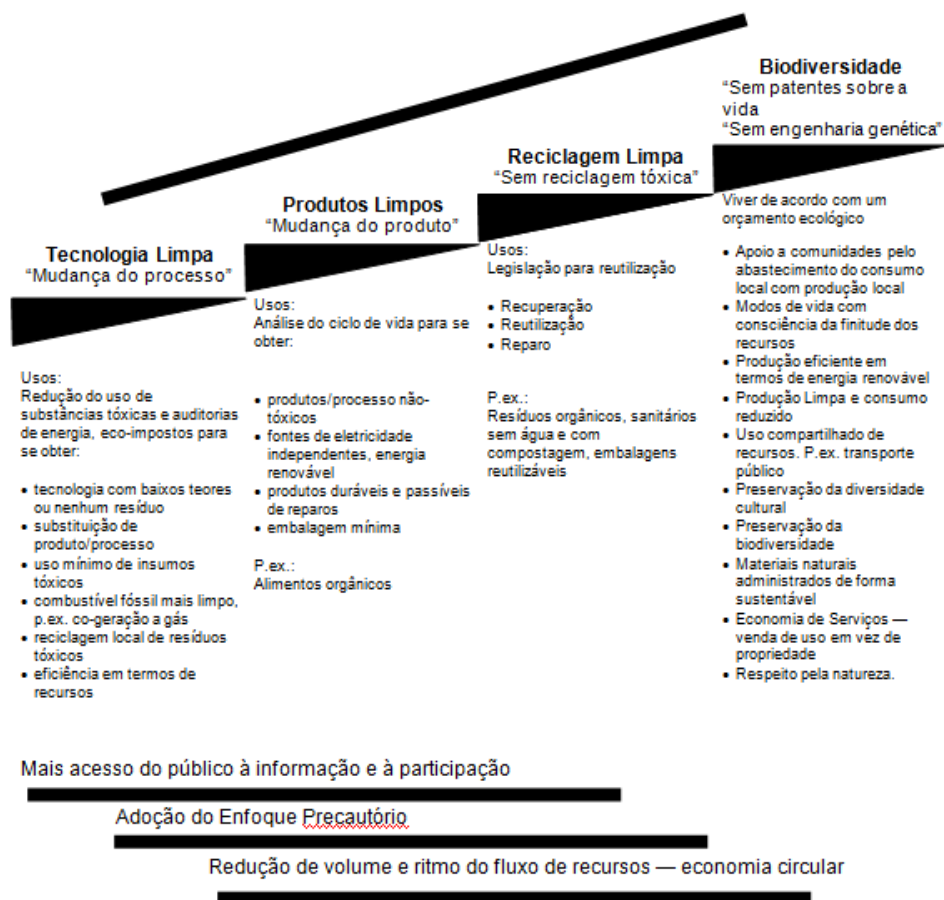 Tecnologia Limpa
“Mudança do processo”
Usos:
Redução do uso de
substâncias tóxicas e auditorias
de energia, eco-impostos para
se obter:
• tecnologia com baixos teores
ou nenhum resíduo
• substituição de
produto/processo
• uso mínimo de insumos
tóxicos
• combustível fóssil mais limpo,
p.ex. co-geração a gás
• reciclagem local de resíduos
tóxicos
• eficiência em termos de
recursos
Produtos Limpos
“Mudança do produto”
Usos:
Análise do ciclo de vida para se
obter:
• produtos/processo não-
tóxicos
• fontes de eletricidade
independentes, energia
renovável
• produtos duráveis e passíveis
de reparos
• embalagem mínima
P.ex.:
Alimentos orgânicos
Reciclagem Limpa
“Sem reciclagem tóxica”
Usos:
Legislação para reutilização
• Recuperação
• Reutilização
• Reparo
P.ex.:
Resíduos orgânicos, sanitários
sem água e com
compostagem, embalagens
reutilizáveis
Biodiversidade
“Sem patentes sobre a
vida
“Sem engenharia genética”
Viver de acordo com um
orçamento ecológico
• Apoio a comunidades pelo
abastecimento do consumo
local com produção local
• Modos de vida com
consciência da finitude dos
recursos
• Produção eficiente em
termos de energia renovável
• Produção Limpa e consumo
reduzido
• Uso compartilhado de
recursos. P.ex. transporte
público
• Preservação da diversidade
cultural
• Preservação da
biodiversidade
• Materiais naturais
administrados de forma
sustentável
• Economia de Serviços —
venda de uso em vez de
propriedade
• Respeito pela natureza.
Mais acesso do público à informação e à participação
Adoção do Enfoque Precautório
Redução de volume e ritmo do fluxo de recursos — economia circular